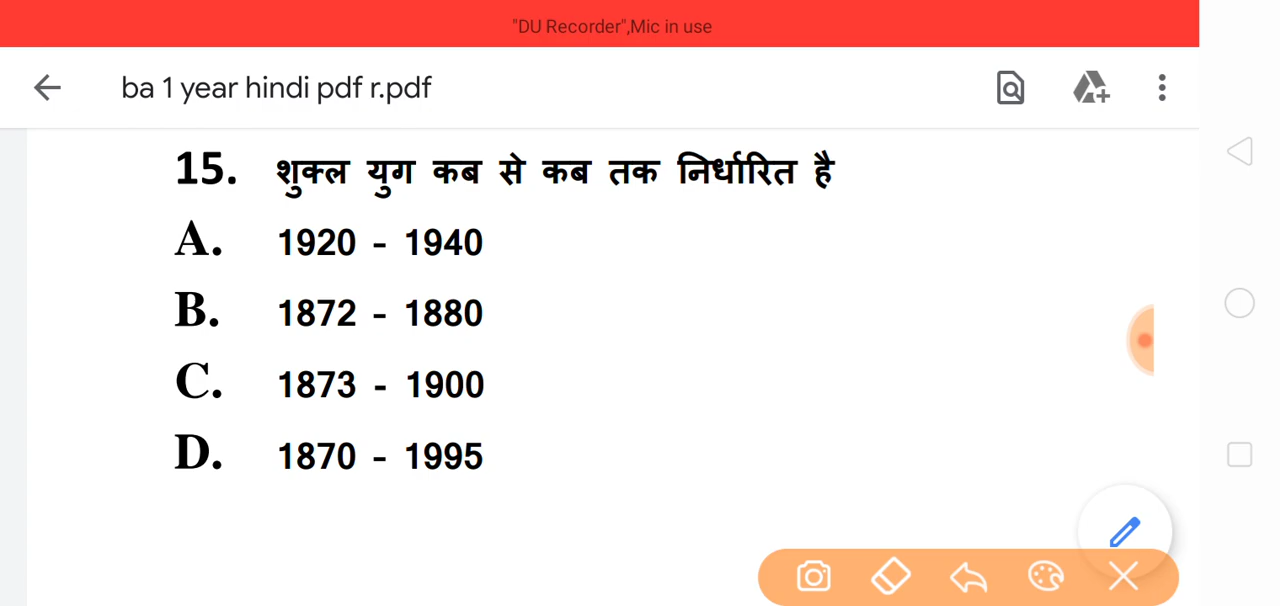 "DU Recorder",Mic in use
ba 1 year hindi pdf r.pdf
15. शुक्ल युग कब से कब तक निर्धारित है
A. 1920 - 1940
B. 1872 - 1880
C. 1873 - 1900
D. 1870 - 1995